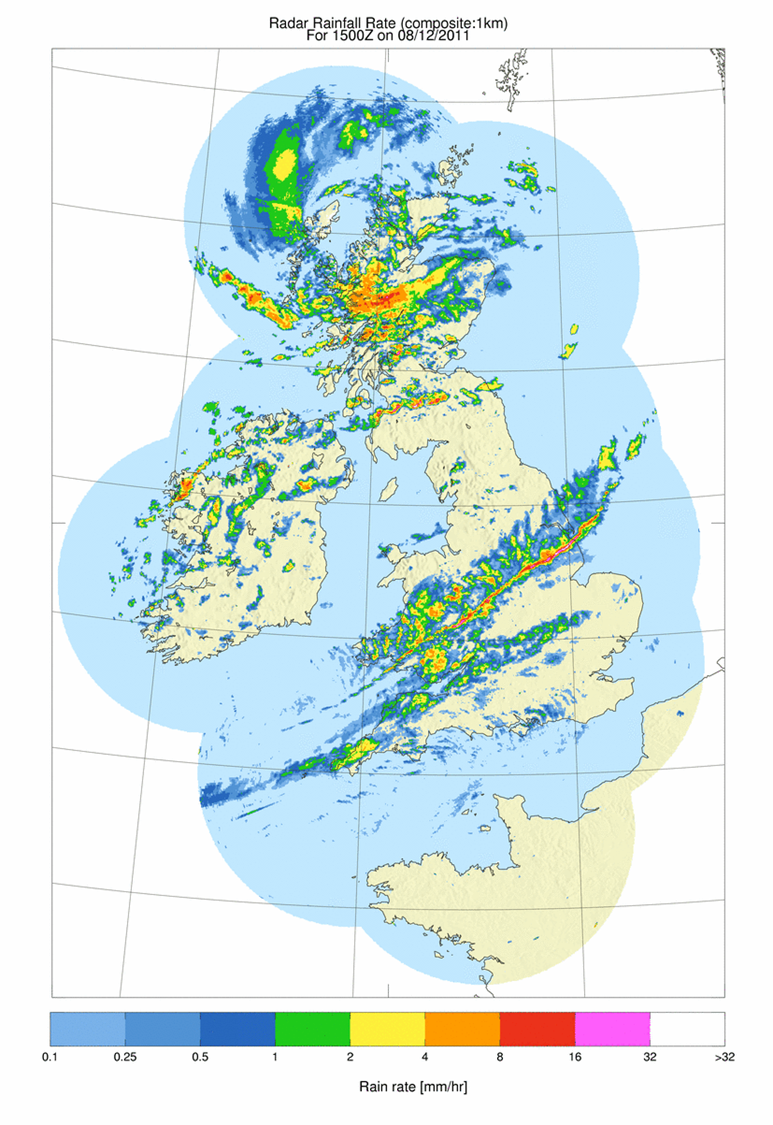 Radar Rainfall Rate (composite:1km)
For 1500Z on 08/12/2011
0.1 0.25 0.5 1 2 4 8 16 32 >32
Rain rate [mm/hr]